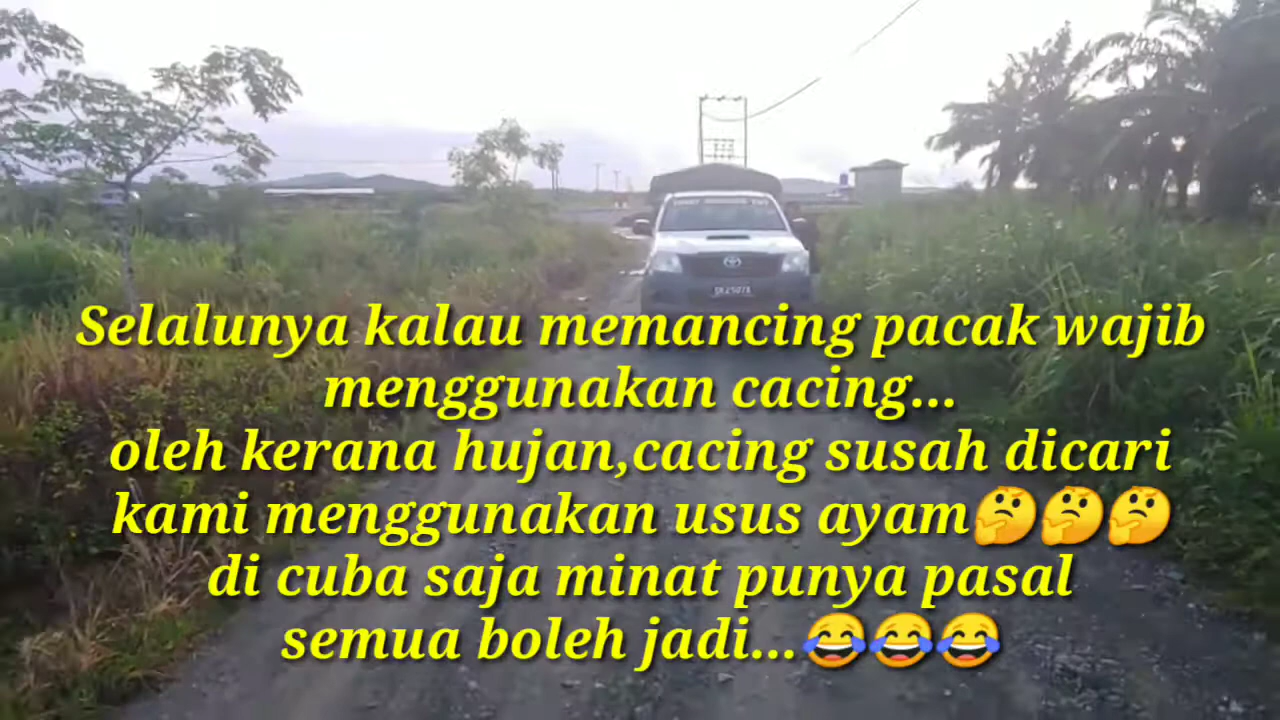 Selalunya kalau memancing pacak wajib
menggunakan cacing...
oleh kerana hujan,cacing susah dicari
kami menggunakan usus ayam🤔🤔🤔
di cuba saja minat punya pasal
semua boleh jadi...😂😂😂